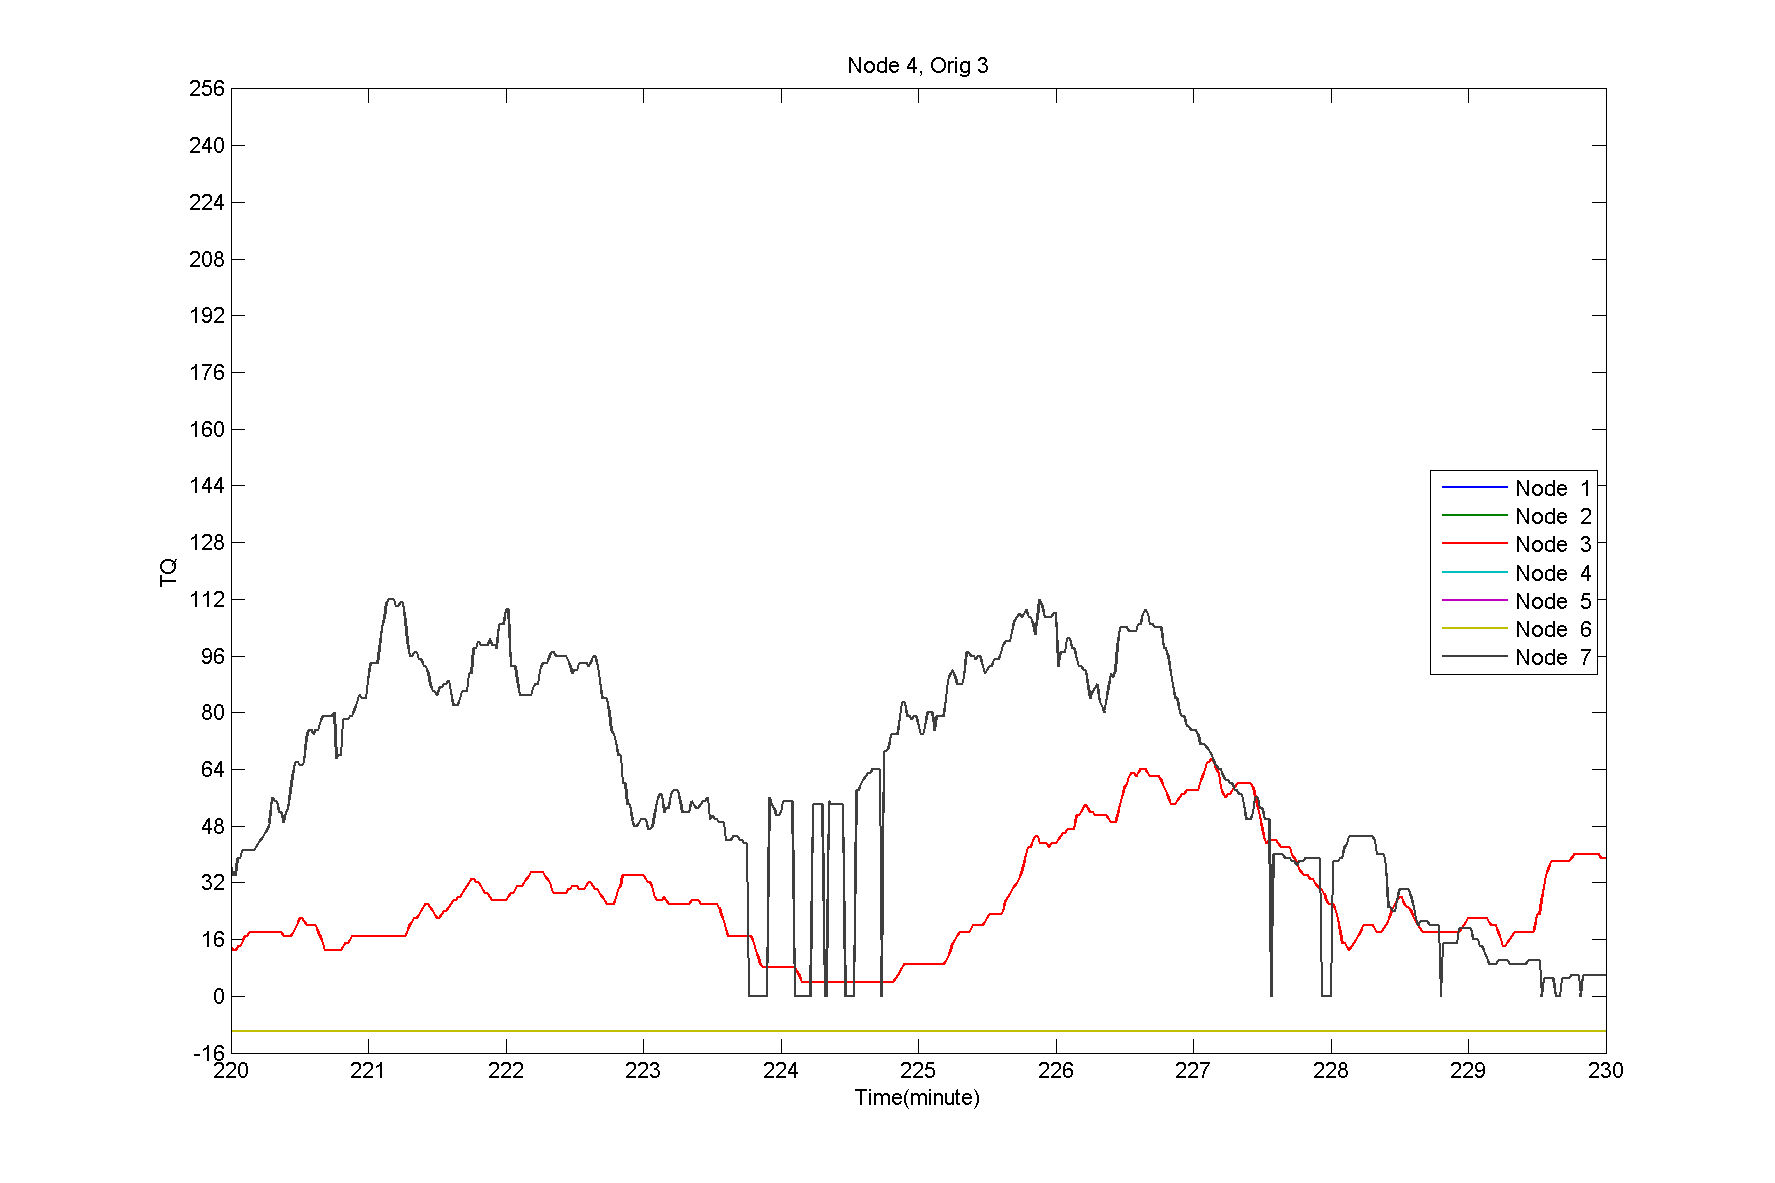 Node 4, Orig 3
256
240
224
208
192
176
160
144
128
112
96
80
64
48
32
16
0
-16
TQ
220 221 222 223 224 225 226 227 228 229 230
Time(minute)
Node 1
Node 2
Node 3
Node 4
Node 5
Node 6
Node 7